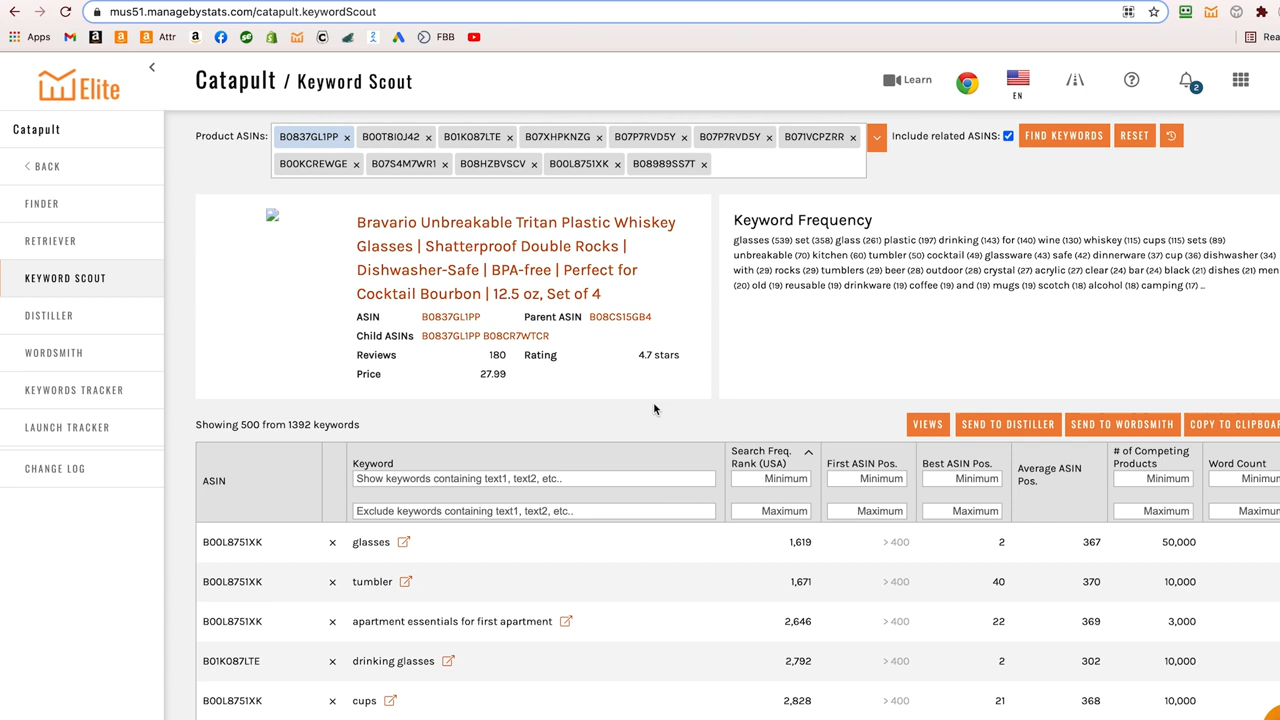 mus51.managebystats.com/catapult.keywordScout
Apps Attr FBB Rea
Elite
Catapult / Keyword Scout
Learn
EN
2
Catapult
BACK
FINDER
RETRIEVER
KEYWORD SCOUT
DISTILLER
WORDSMITH
KEYWORDS TRACKER
LAUNCH TRACKER
CHANGE LOG
Product ASINs: B0837GL1PP × B00T8I0J42 × B01K087LTE × B07XHPKNZG × B07P7RVD5Y × B07P7RVD5Y × B071VCPZRR ×
B00KCREWGE × B07S4M7WR1 × B08HZBVSCV × B00L8751XK × B08989SS7T ×
Include related ASINS: FIND KEYWORDS RESET
Bravario Unbreakable Tritan Plastic Whiskey
Glasses | Shatterproof Double Rocks |
Dishwasher-Safe | BPA-free | Perfect for
Cocktail Bourbon | 12.5 oz, Set of 4
ASIN B0837GL1PP Parent ASIN B08CS15GB4
Child ASINs B0837GL1PP B08CR7WTCR
Reviews 180 Rating 4.7 stars
Price 27.99
Keyword Frequency
glasses (539) set (358) glass (261) plastic (197) drinking (143) for (140) wine (130) whiskey (115) cups (115) sets (89)
unbreakable (70) kitchen (60) tumbler (50) cocktail (49) glassware (43) safe (42) dinnerware (37) cup (36) dishwasher (34)
with (29) rocks (29) tumblers (29) beer (28) outdoor (28) crystal (27) acrylic (27) clear (24) bar (24) black (21) dishes (21) men
(20) old (19) reusable (19) drinkware (19) coffee (19) and (19) mugs (19) scotch (18) alcohol (18) camping (17) ...
Showing 500 from 1392 keywords
VIEWS SEND TO DISTILLER SEND TO WORDSMITH COPY TO CLIPBOAR
ASIN
Keyword
Show keywords containing text1, text2, etc..
Exclude keywords containing text1, text2, etc..
Search Freq.
Rank (USA)
Minimum
Maximum
First ASIN Pos.
Minimum
Maximum
Best ASIN Pos.
Minimum
Maximum
Average ASIN
Pos.
# of Competing
Products
Minimum
Maximum
Word Count
Minimum
Maximum
B00L8751XK × glasses 1,619 > 400 2 367 50,000
B00L8751XK × tumbler 1,671 > 400 40 370 10,000
B00L8751XK × apartment essentials for first apartment 2,646 > 400 22 369 3,000
B01K087LTE × drinking glasses 2,792 > 400 2 302 10,000
B00L8751XK × cups 2,828 > 400 21 368 10,000